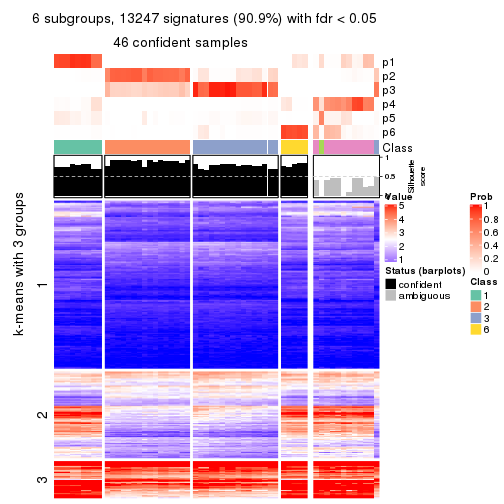 6 subgroups, 13247 signatures (90.9%) with fdr < 0.05
46 confident samples
p1
p2
p3
p4
p5
p6
Class
1
0.5
0
Silhouette
score
k-means with 3 groups
1
2
3
Value
5
4
3
2
1
Status (barplots)
confident
ambiguous
Prob
1
0.8
0.6
0.4
0.2
0
Class
1
2
3
6